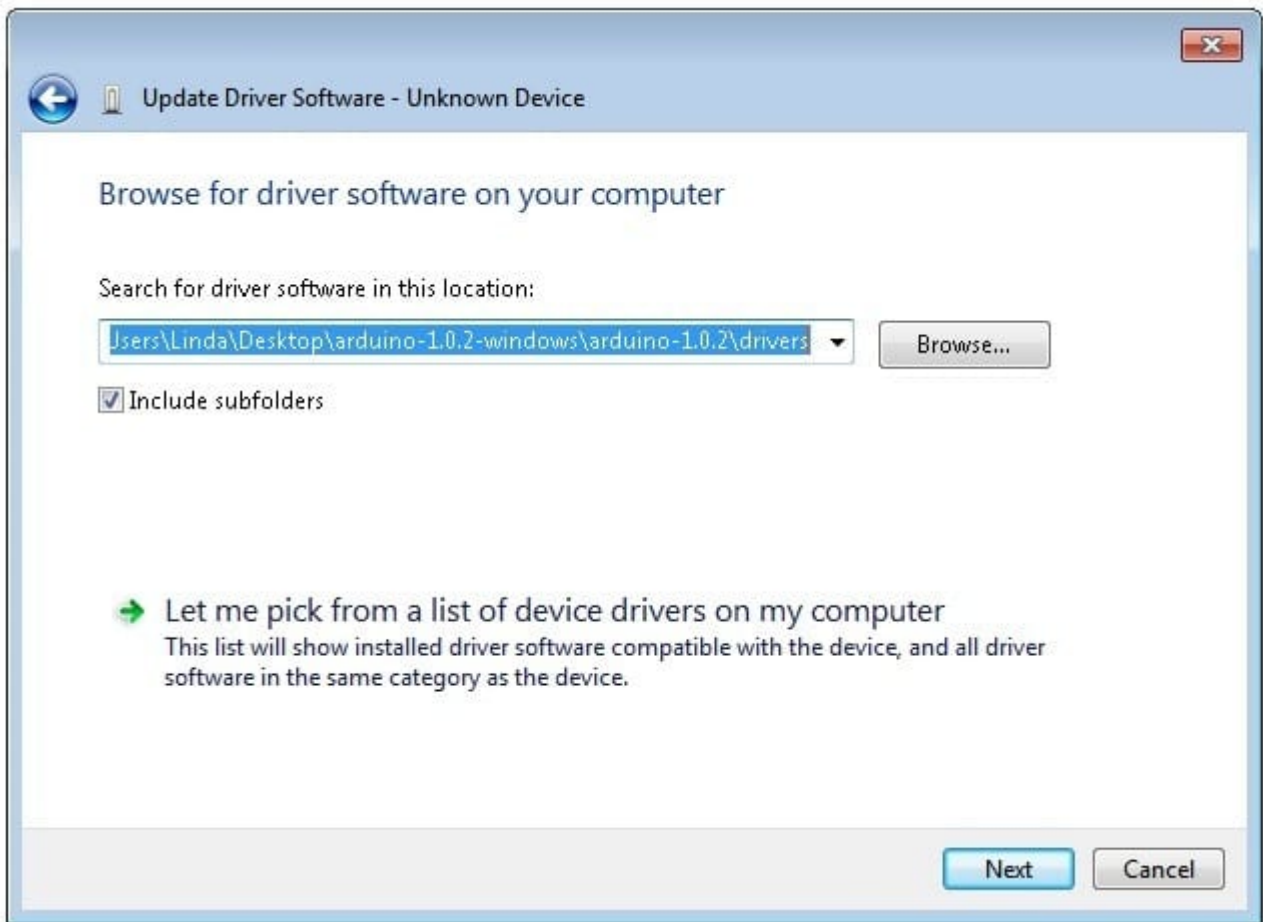 Update Driver Software - Unknown Device
Browse for driver software on your computer
Search for driver software in this location:
Users\Linda\Desktop\arduino-1.0.2-windows\arduino-1.0.2\drivers
Browse...
Include subfolders
Let me pick from a list of device drivers on my computer
This list will show installed driver software compatible with the device, and all driver
software in the same category as the device.
Next
Cancel